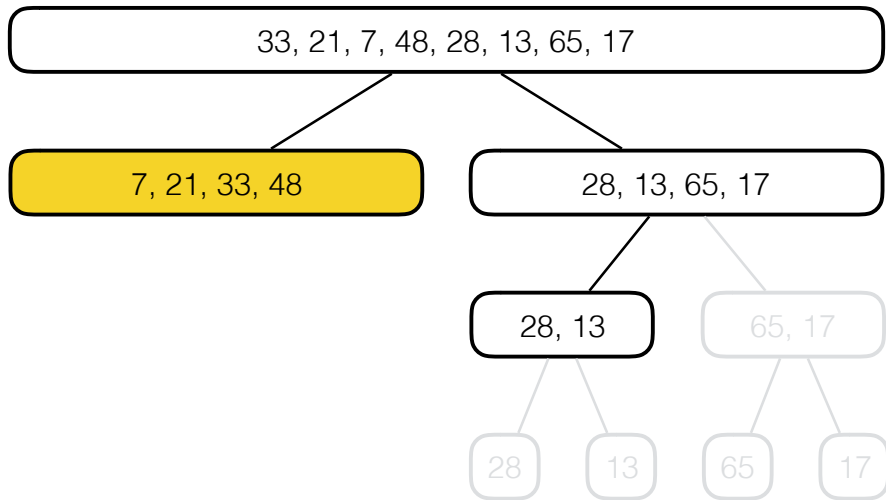 33, 21, 7, 48, 28, 13, 65, 17
7, 21, 33, 48
28, 13, 65, 17
28, 13
65, 17
28
13
65
17